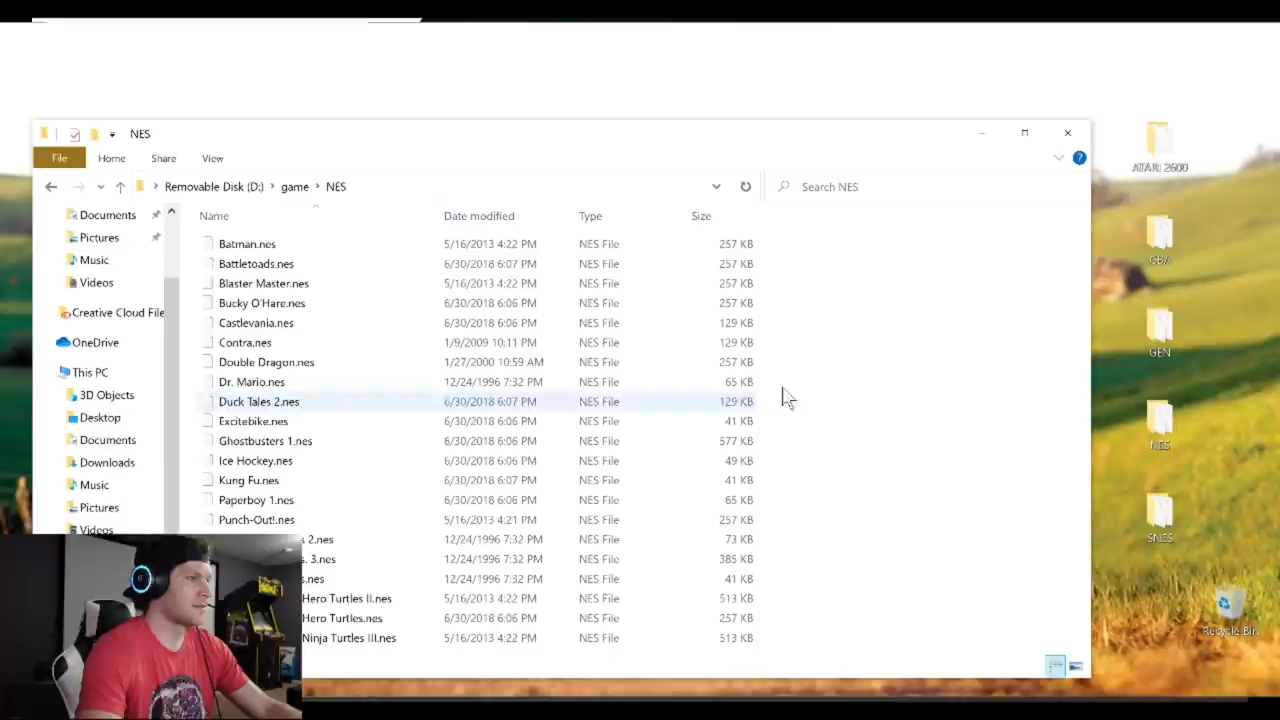 NES
File Home Share View
Removable Disk (D:) game NES Search NES
Name Date modified Type Size
Documents
Pictures
Music
Videos
Creative Cloud File
OneDrive
This PC
3D Objects
Desktop
Documents
Downloads
Music
Pictures
Videos
Batman.nes 5/16/2013 4:22 PM NES File 257 KB
Battletoads.nes 6/30/2018 6:07 PM NES File 257 KB
Blaster Master.nes 5/16/2013 4:22 PM NES File 257 KB
Bucky O'Hare.nes 6/30/2018 6:06 PM NES File 257 KB
Castlevania.nes 6/30/2018 6:06 PM NES File 129 KB
Contra.nes 1/9/2009 10:11 PM NES File 129 KB
Double Dragon.nes 1/27/2000 10:59 AM NES File 257 KB
Dr. Mario.nes 12/24/1996 7:32 PM NES File 65 KB
Duck Tales 2.nes 6/30/2018 6:07 PM NES File 129 KB
Excitebike.nes 6/30/2018 6:06 PM NES File 41 KB
Ghostbusters 1.nes 6/30/2018 6:06 PM NES File 577 KB
Ice Hockey.nes 6/30/2018 6:06 PM NES File 49 KB
Kung Fu.nes 6/30/2018 6:07 PM NES File 41 KB
Paperboy 1.nes 6/30/2018 6:06 PM NES File 65 KB
Punch-Out!.nes 5/16/2013 4:21 PM NES File 257 KB
2.nes 12/24/1996 7:32 PM NES File 73 KB
3.nes 12/24/1996 7:32 PM NES File 385 KB
s.nes 12/24/1996 7:32 PM NES File 41 KB
Hero Turtles II.nes 5/16/2013 4:22 PM NES File 513 KB
Hero Turtles.nes 6/30/2018 6:06 PM NES File 257 KB
Ninja Turtles III.nes 5/16/2013 4:22 PM NES File 513 KB
ATARI 2600
GBA
GEN
NES
SNES
Recycle Bin